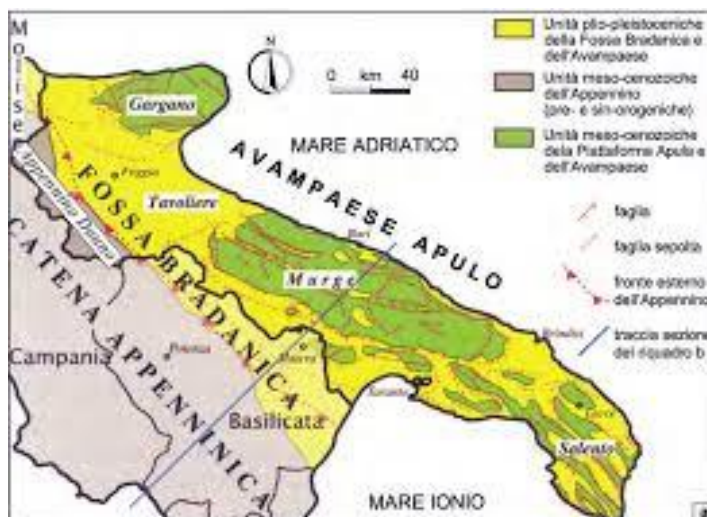 Molise
Gargano
N
0 km 40
MARE ADRIATICO
AVAMPAESE APULO
Foggia
Tavoliere
Appennino Dauno
FOSSA BRADANICA
CATENA APPENNINICA
Bari
Murge
Campania
Potenza
Matera
Basilicata
Taranto
Brindisi
Lecce
Salento
MARE IONIO
Unità plio-pleistoceniche
della Fossa Bradanica e
dell'Avampaese
Unità meso-cenozoiche
dell'Appennino
(pre- e sin-orogeniche)
Unità meso-cenozoiche
della Piattaforma Apula e
dell'Avampaese
faglia
faglia sepolta
fronte esterno
dell'Appennino
traccia sezione
del riquadro b